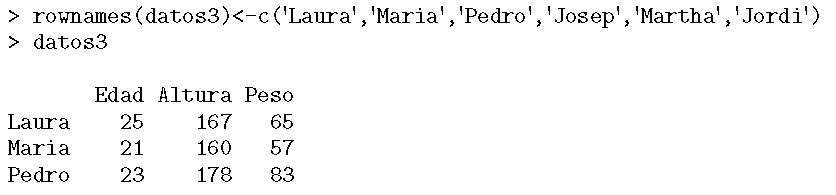 > rownames(datos3)<-c('Laura','Maria','Pedro','Josep','Martha','Jordi')
> datos3
Edad Altura Peso
Laura 25 167 65
Maria 21 160 57
Pedro 23 178 83